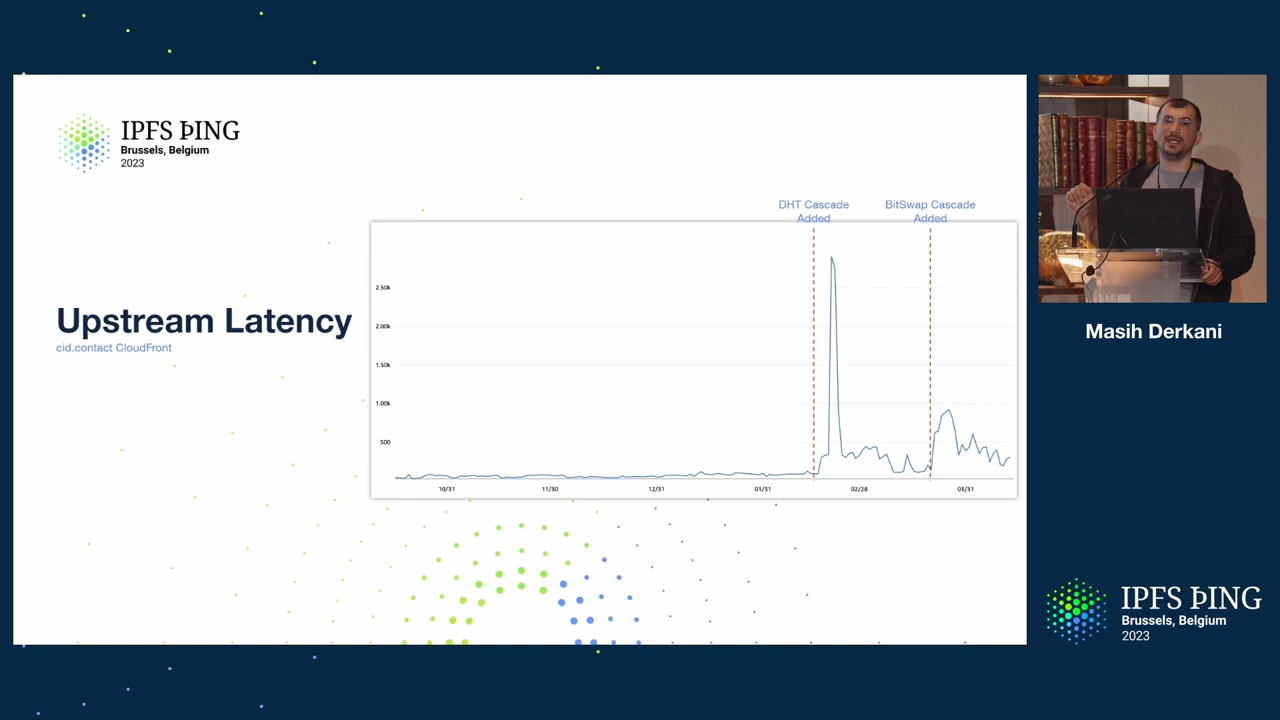 IPFS ÞING
Brussels, Belgium
2023
Upstream Latency
cid.contact CloudFront
DHT Cascade
Added
BitSwap Cascade
Added
2.50k
2.00k
1.50k
1.00k
500
10/31
11/30
12/31
01/31
02/28
03/31
Masih Derkani
IPFS ÞING
Brussels, Belgium
2023